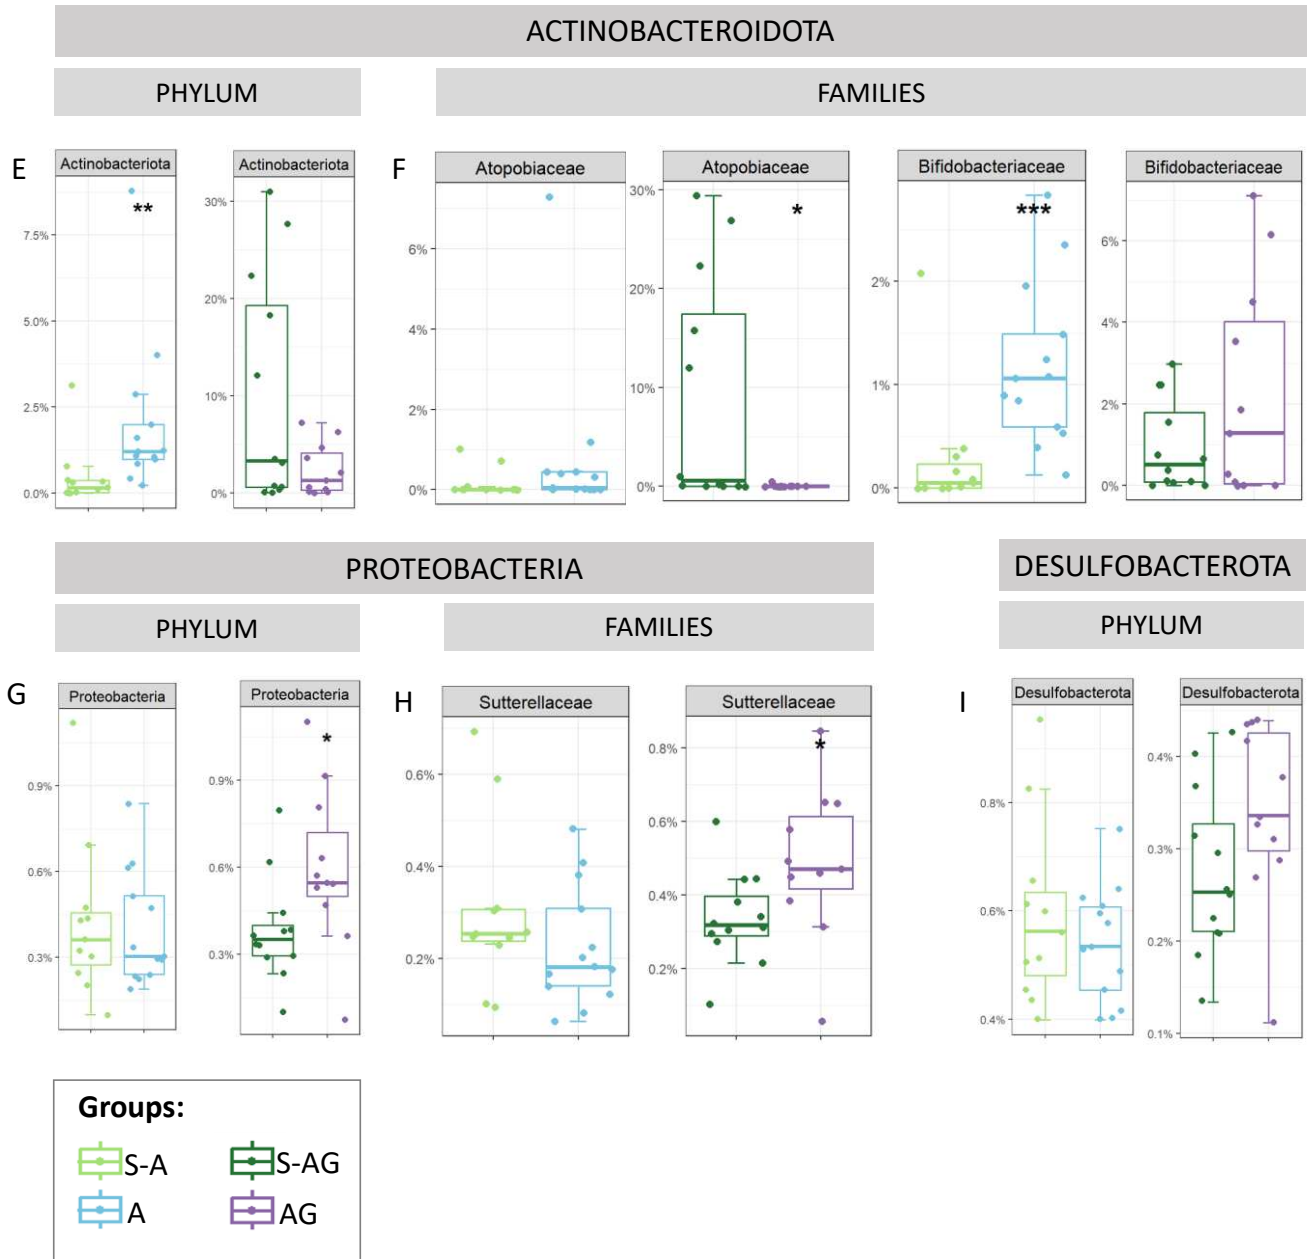 ACTINOBACTEROIDOTA
PHYLUM
FAMILIES
E
Actinobacteriota
**
7.5%
5.0%
2.5%
0.0%
Actinobacteriota
30%
20%
10%
0%
F
Atopobiaceae
6%
4%
2%
0%
Atopobiaceae
*
30%
20%
10%
0%
Bifidobacteriaceae
***
2%
1%
0%
Bifidobacteriaceae
6%
4%
2%
0%
PROTEOBACTERIA
PHYLUM
FAMILIES
G
Proteobacteria
0.9%
0.6%
0.3%
Proteobacteria
*
0.9%
0.6%
0.3%
H
Sutterellaceae
0.6%
0.4%
0.2%
Sutterellaceae
*
0.8%
0.6%
0.4%
0.2%
DESULFOBACTEROTA
PHYLUM
I
Desulfobacterota
0.8%
0.6%
0.4%
Desulfobacterota
0.4%
0.3%
0.2%
0.1%
Groups:
S-A
S-AG
A
AG